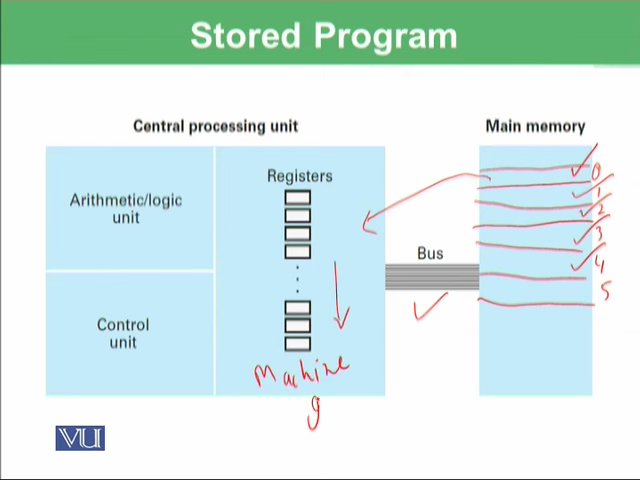 Stored Program
Central processing unit
Main memory
Arithmetic/logic
unit
Registers
0
1
2
3
4
5
Bus
Control
unit
Machine
g
VU